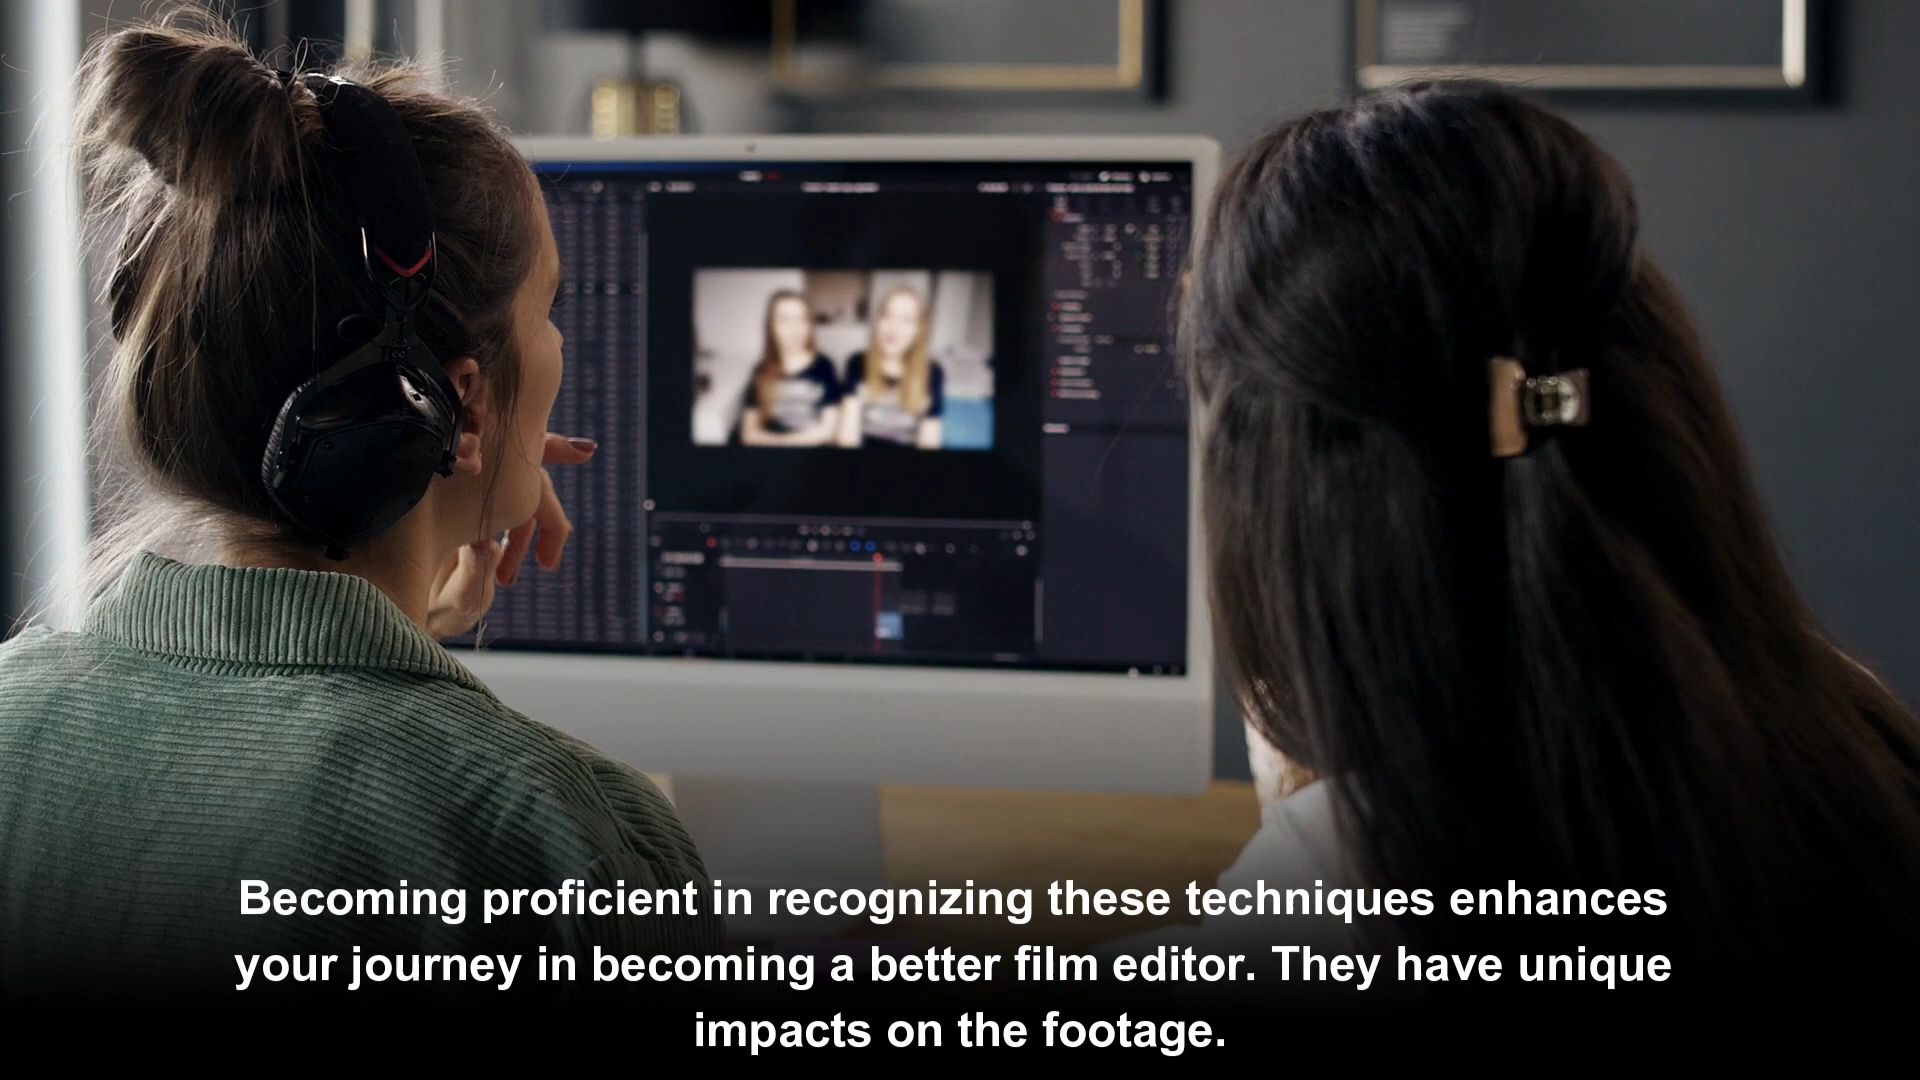 Becoming proficient in recognizing these techniques enhances
your journey in becoming a better film editor. They have unique
impacts on the footage.